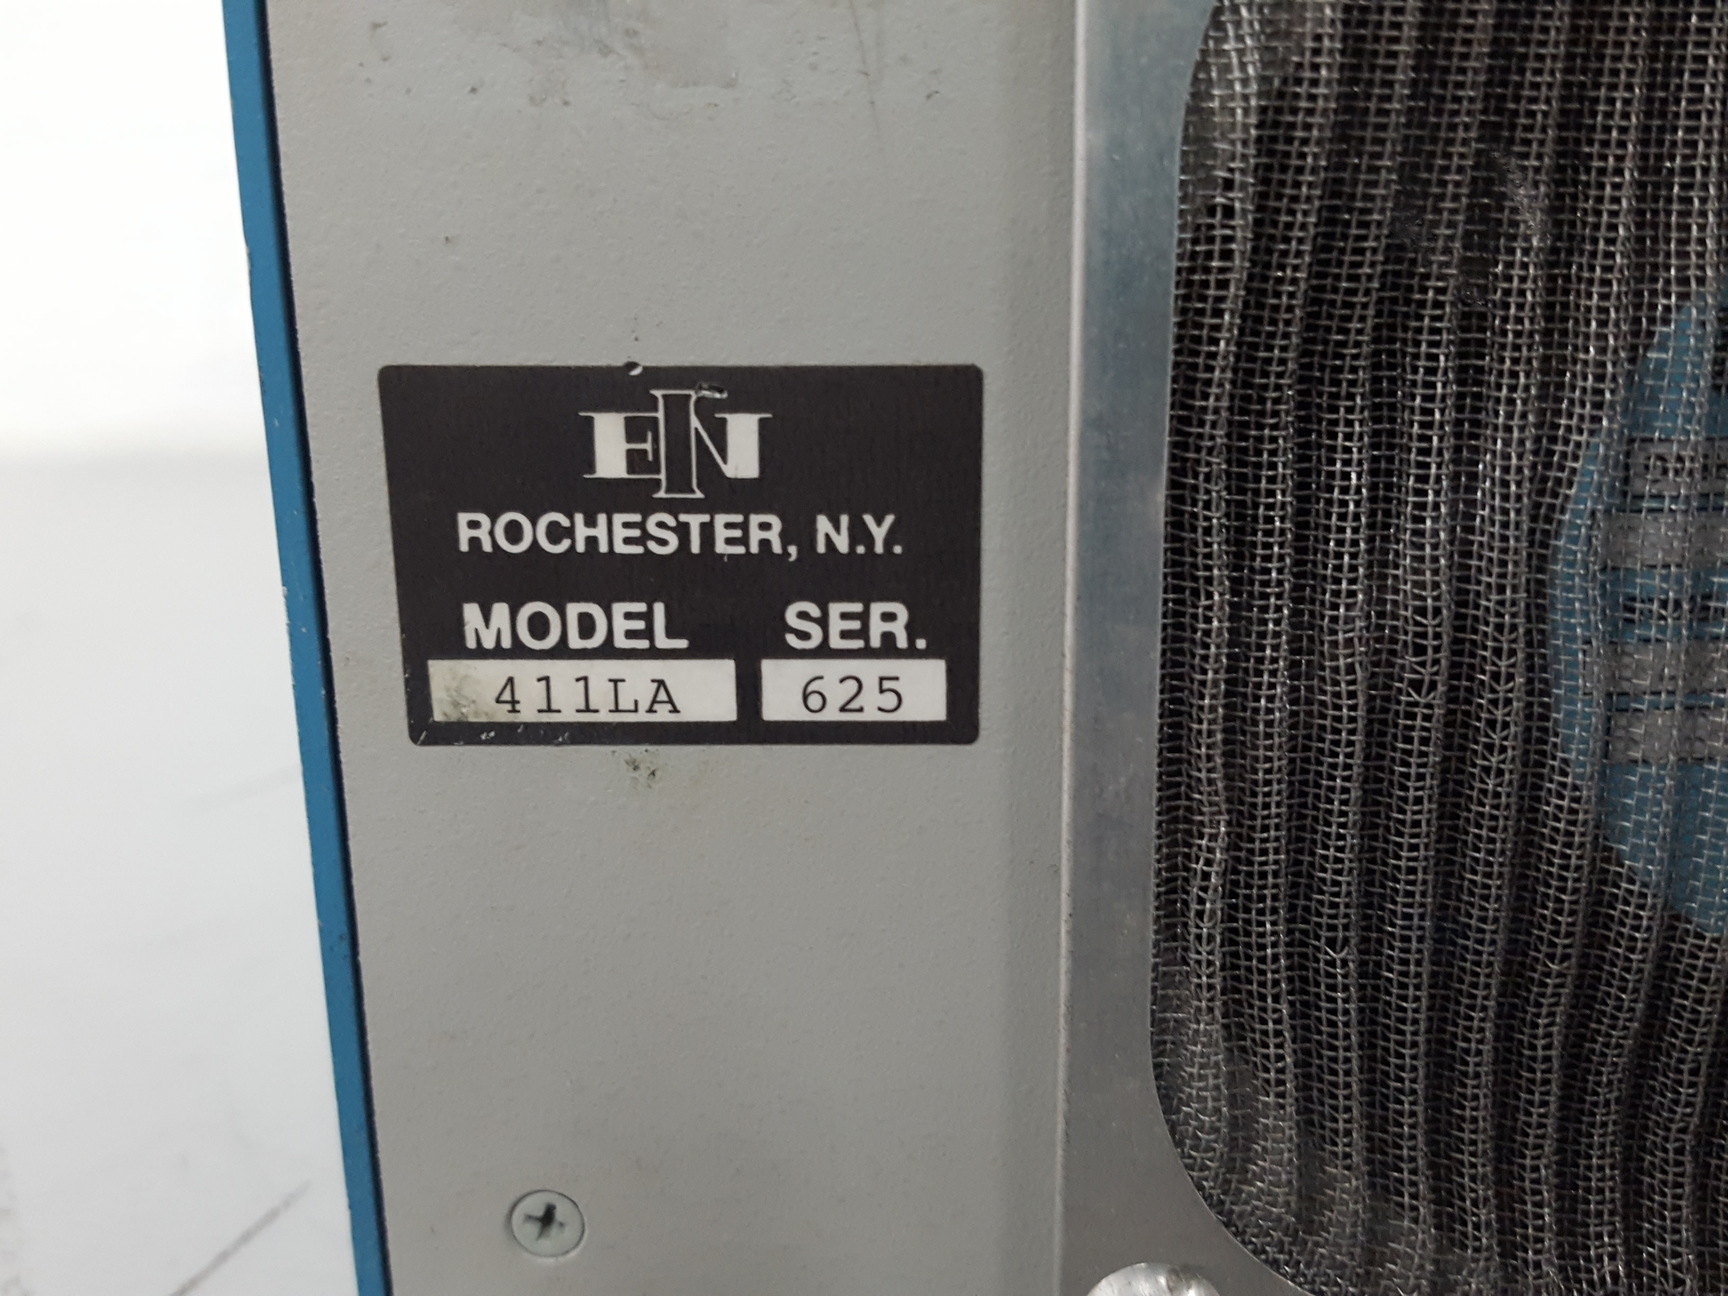 ENI
ROCHESTER, N.Y.
MODEL SER.
411LA 625